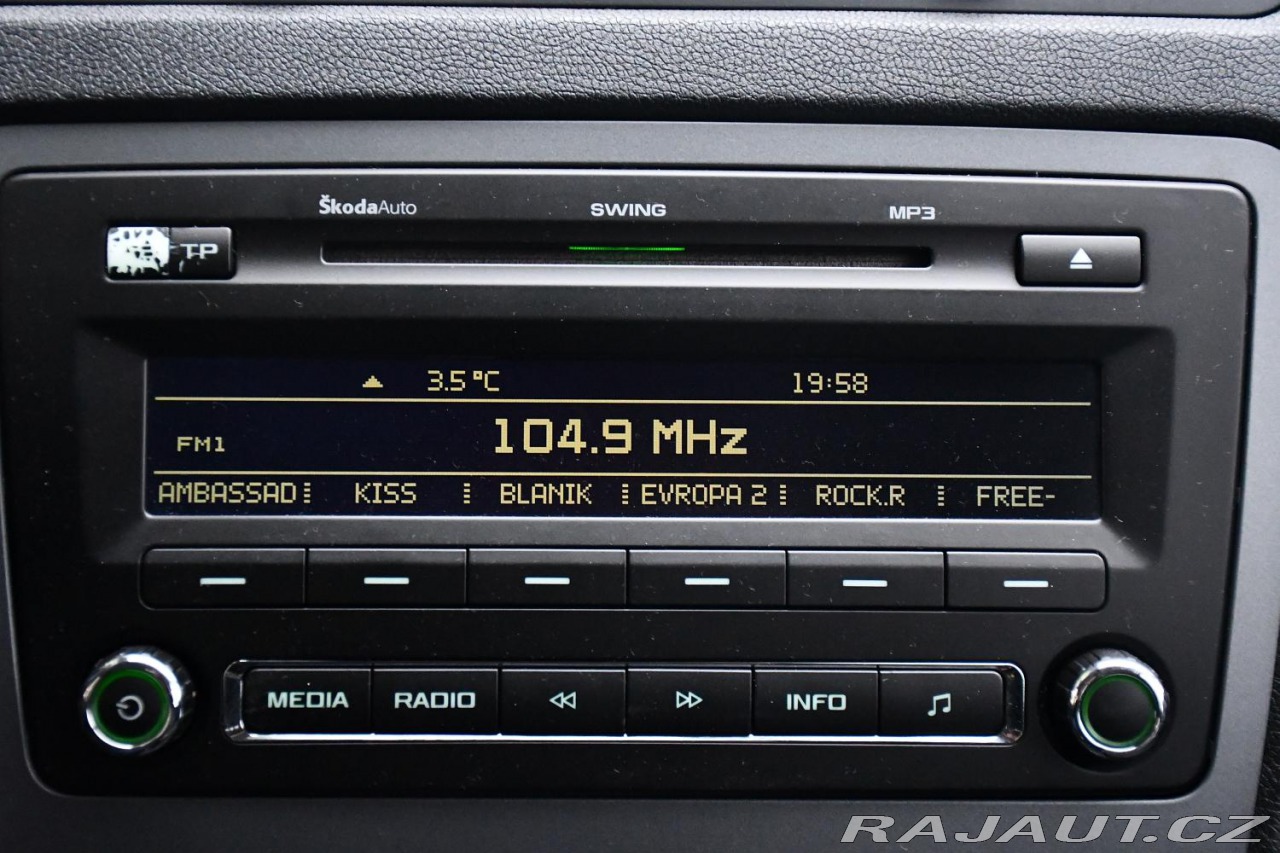 ŠkodaAuto SWING MP3
TP
3.5 °C 19:58
FM1 104.9 MHz
AMBASSAD KISS BLANIK EVROPA 2 ROCK.R FREE-
MEDIA RADIO INFO
RAJAUT.CZ